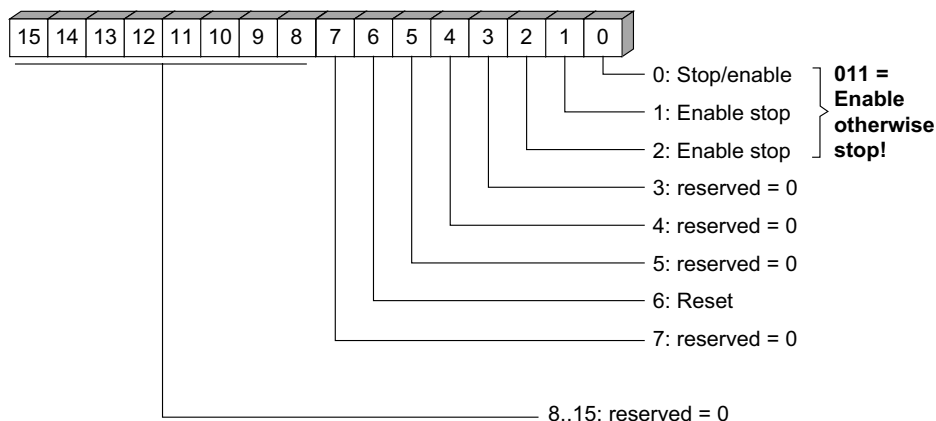 15 14 13 12 11 10 9 8 7 6 5 4 3 2 1 0
0: Stop/enable
1: Enable stop
2: Enable stop
011 =
Enable
otherwise
stop!
3: reserved = 0
4: reserved = 0
5: reserved = 0
6: Reset
7: reserved = 0
8..15: reserved = 0